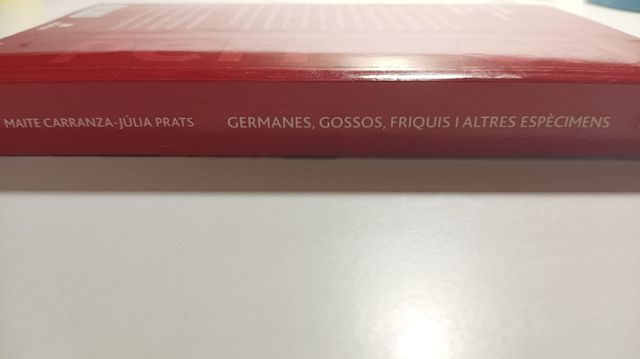 MAITE CARRANZA-JÚLIA PRATS GERMANES, GOSSOS, FRIQUIS I ALTRES ESPÈCIMENS